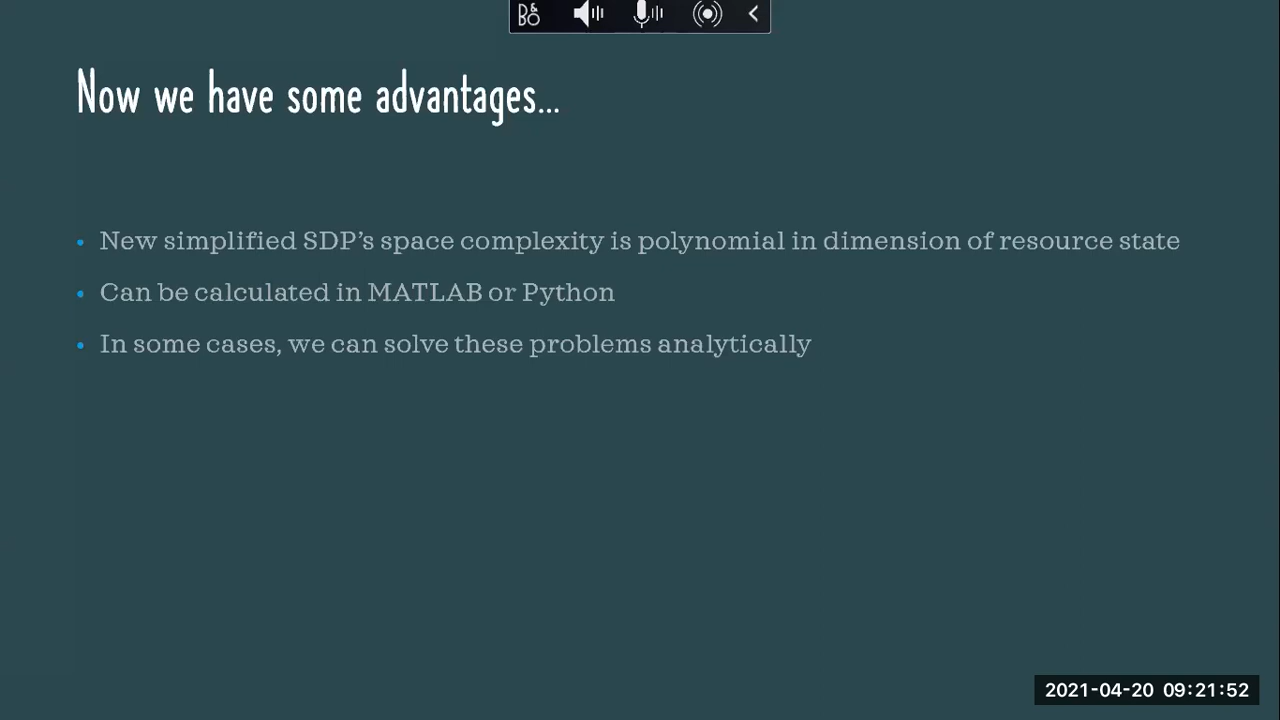 B&O
Now we have some advantages...
• New simplified SDP's space complexity is polynomial in dimension of resource state
• Can be calculated in MATLAB or Python
• In some cases, we can solve these problems analytically
2021-04-20 09:21:52